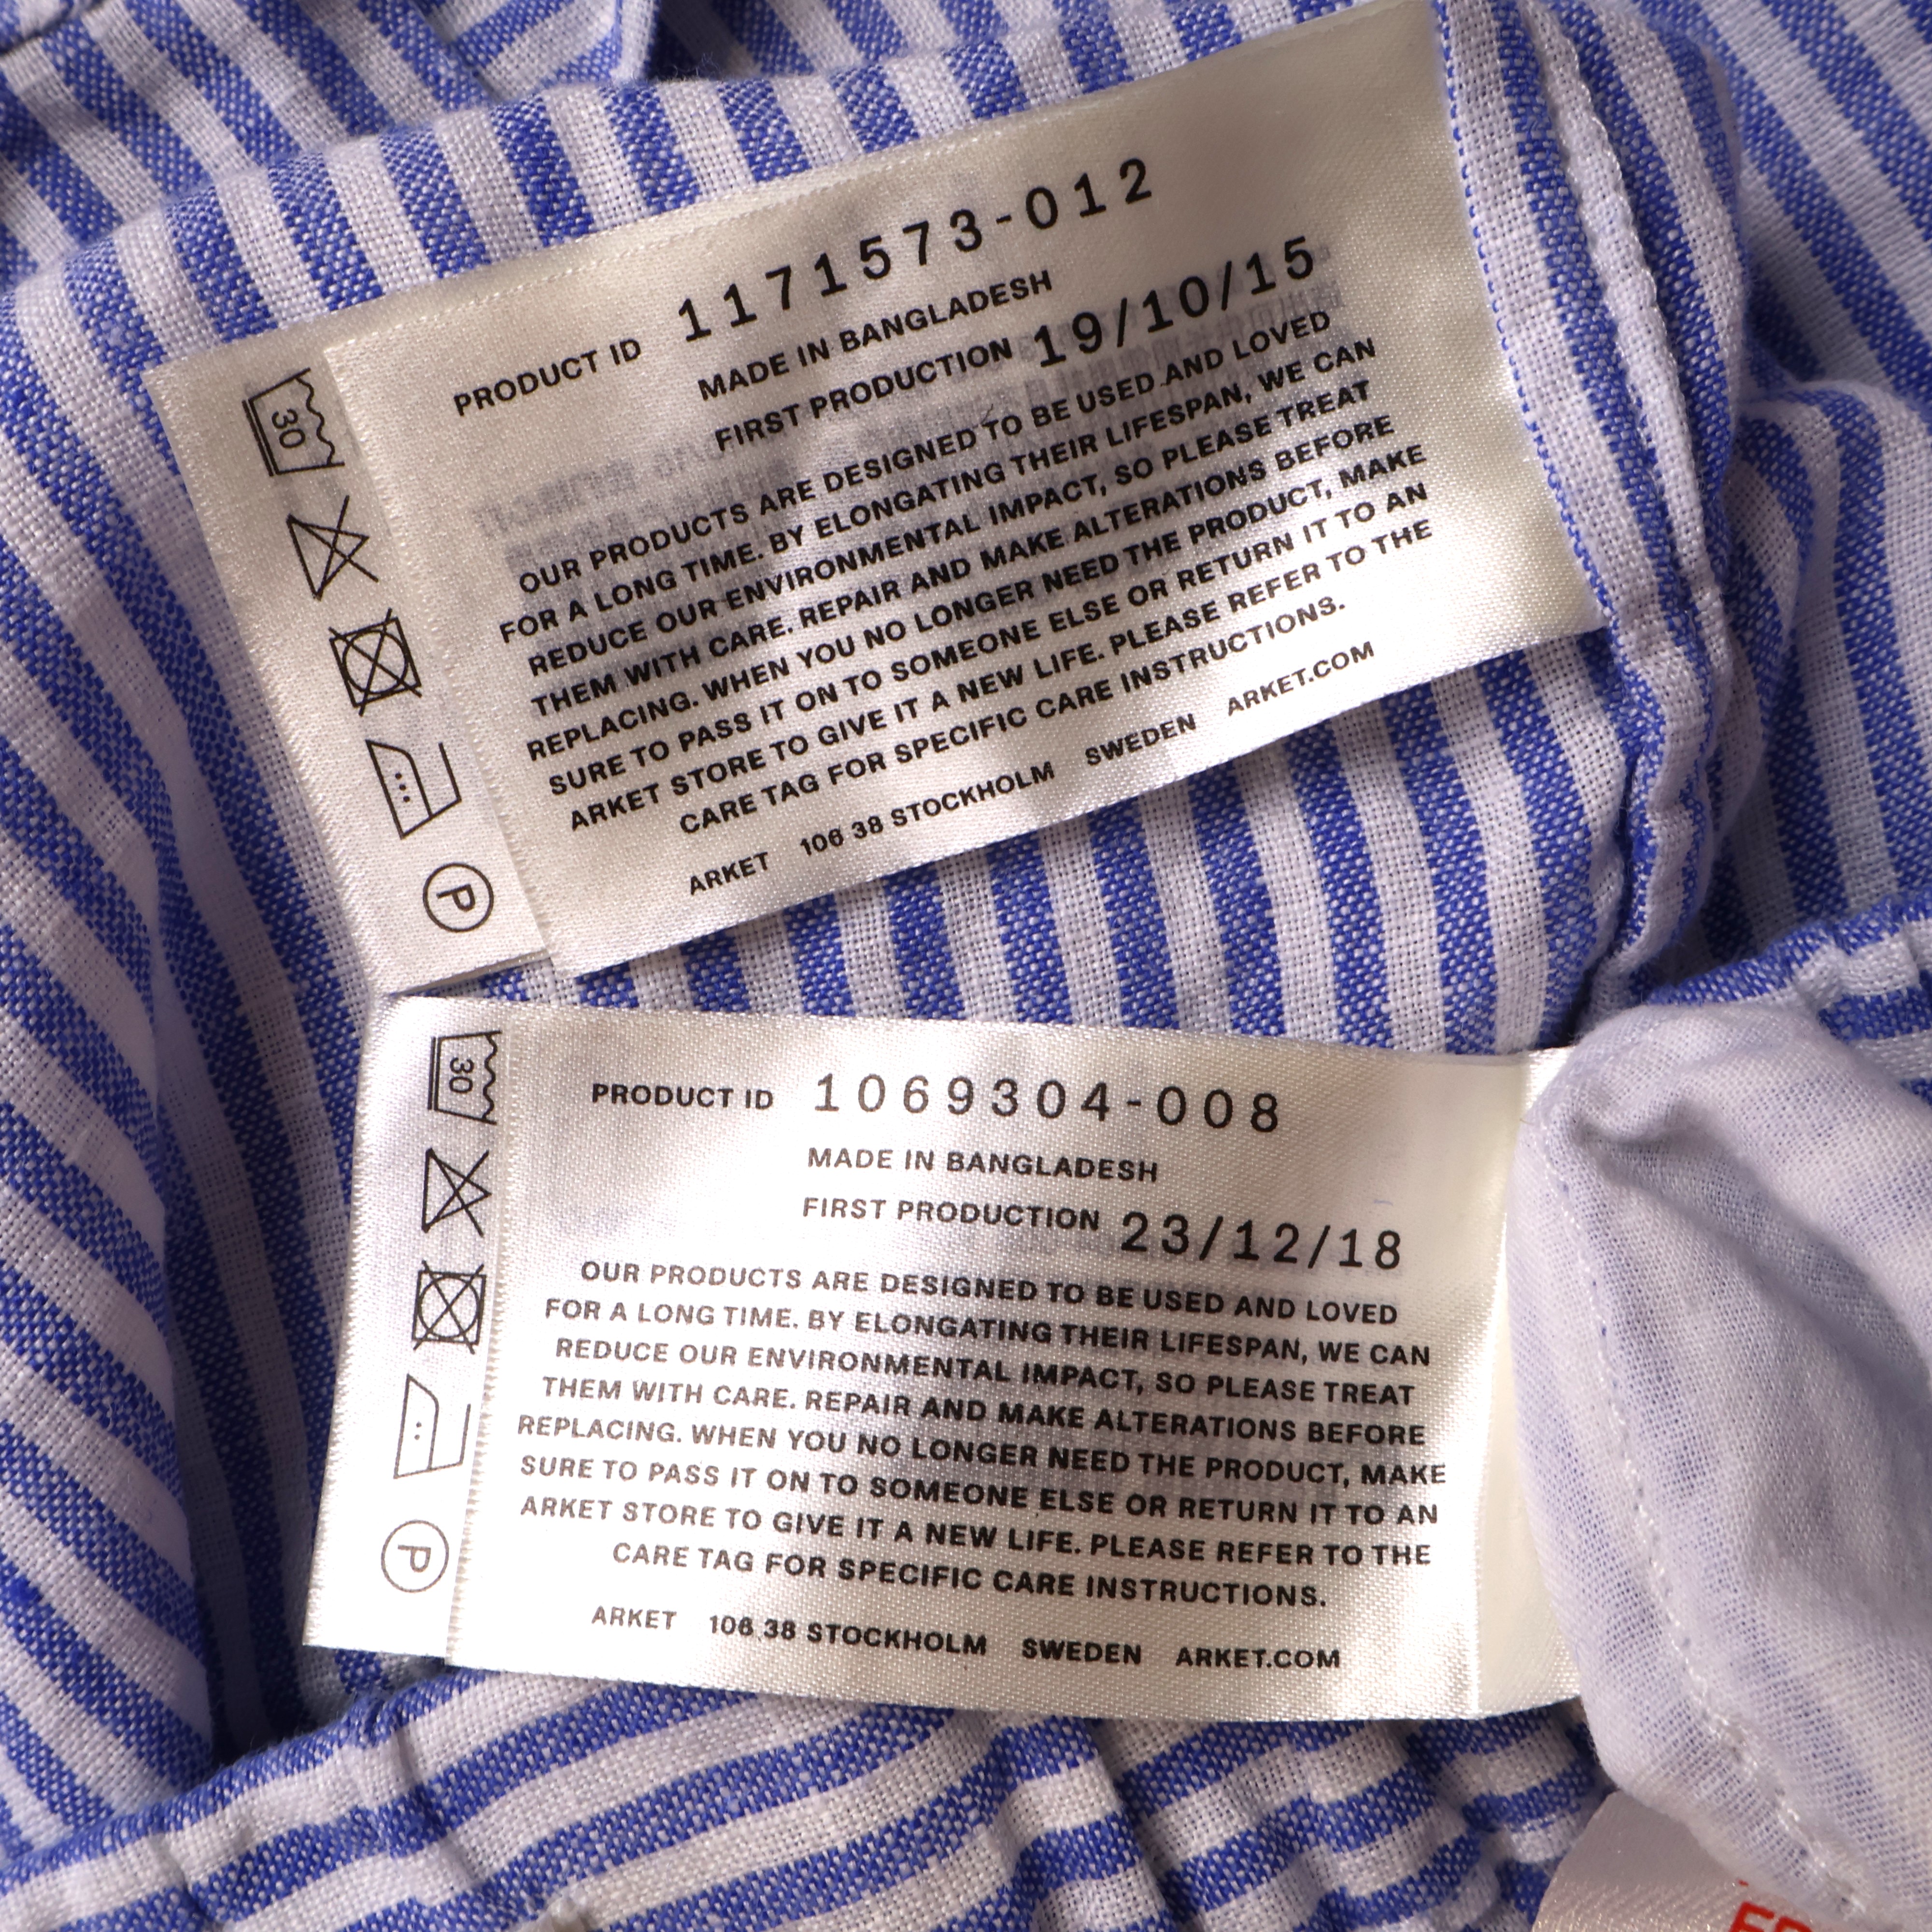 PRODUCT ID 1171573-012
MADE IN BANGLADESH
FIRST PRODUCTION 19/10/15
OUR PRODUCTS ARE DESIGNED TO BE USED AND LOVED
FOR A LONG TIME. BY ELONGATING THEIR LIFESPAN, WE CAN
REDUCE OUR ENVIRONMENTAL IMPACT, SO PLEASE TREAT
THEM WITH CARE. REPAIR AND MAKE ALTERATIONS BEFORE
REPLACING. WHEN YOU NO LONGER NEED THE PRODUCT, MAKE
SURE TO PASS IT ON TO SOMEONE ELSE OR RETURN IT TO AN
ARKET STORE TO GIVE IT A NEW LIFE. PLEASE REFER TO THE
CARE TAG FOR SPECIFIC CARE INSTRUCTIONS.
ARKET 106 38 STOCKHOLM SWEDEN ARKET.COM
30
P
PRODUCT ID 1069304-008
MADE IN BANGLADESH
FIRST PRODUCTION 23/12/18
OUR PRODUCTS ARE DESIGNED TO BE USED AND LOVED
FOR A LONG TIME. BY ELONGATING THEIR LIFESPAN, WE CAN
REDUCE OUR ENVIRONMENTAL IMPACT, SO PLEASE TREAT
THEM WITH CARE. REPAIR AND MAKE ALTERATIONS BEFORE
REPLACING. WHEN YOU NO LONGER NEED THE PRODUCT, MAKE
SURE TO PASS IT ON TO SOMEONE ELSE OR RETURN IT TO AN
ARKET STORE TO GIVE IT A NEW LIFE. PLEASE REFER TO THE
CARE TAG FOR SPECIFIC CARE INSTRUCTIONS.
ARKET 106 38 STOCKHOLM SWEDEN ARKET.COM
30
P